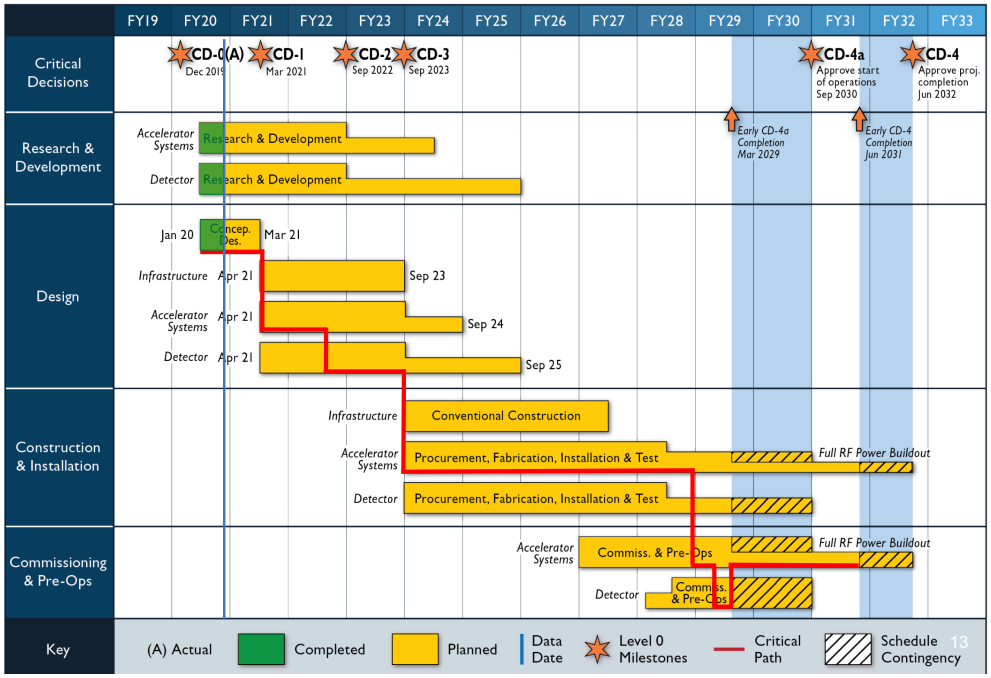 FY19 FY20 FY21 FY22 FY23 FY24 FY25 FY26 FY27 FY28 FY29 FY30 FY31 FY32 FY33
Critical
Decisions
CD-0(A)
Dec 2019
CD-1
Mar 2021
CD-2
Sep 2022
CD-3
Sep 2023
CD-4a
Approve start
of operations
Sep 2030
CD-4
Approve proj.
completion
Jun 2032
Early CD-4a
Completion
Mar 2029
Early CD-4
Completion
Jun 2031
Research &
Development
Accelerator
Systems
Research & Development
Detector
Research & Development
Design
Jan 20
Concep.
Des.
Mar 21
Infrastructure Apr 21
Sep 23
Accelerator
Systems
Apr 21
Sep 24
Detector Apr 21
Sep 25
Construction
& Installation
Infrastructure
Conventional Construction
Accelerator
Systems
Procurement, Fabrication, Installation & Test
Full RF Power Buildout
Detector
Procurement, Fabrication, Installation & Test
Commissioning
& Pre-Ops
Accelerator
Systems
Commiss. & Pre-Ops
Full RF Power Buildout
Detector
Commiss.
& Pre-Ops
Key
(A) Actual
Completed
Planned
Data
Date
Level 0
Milestones
Critical
Path
Schedule
Contingency
13